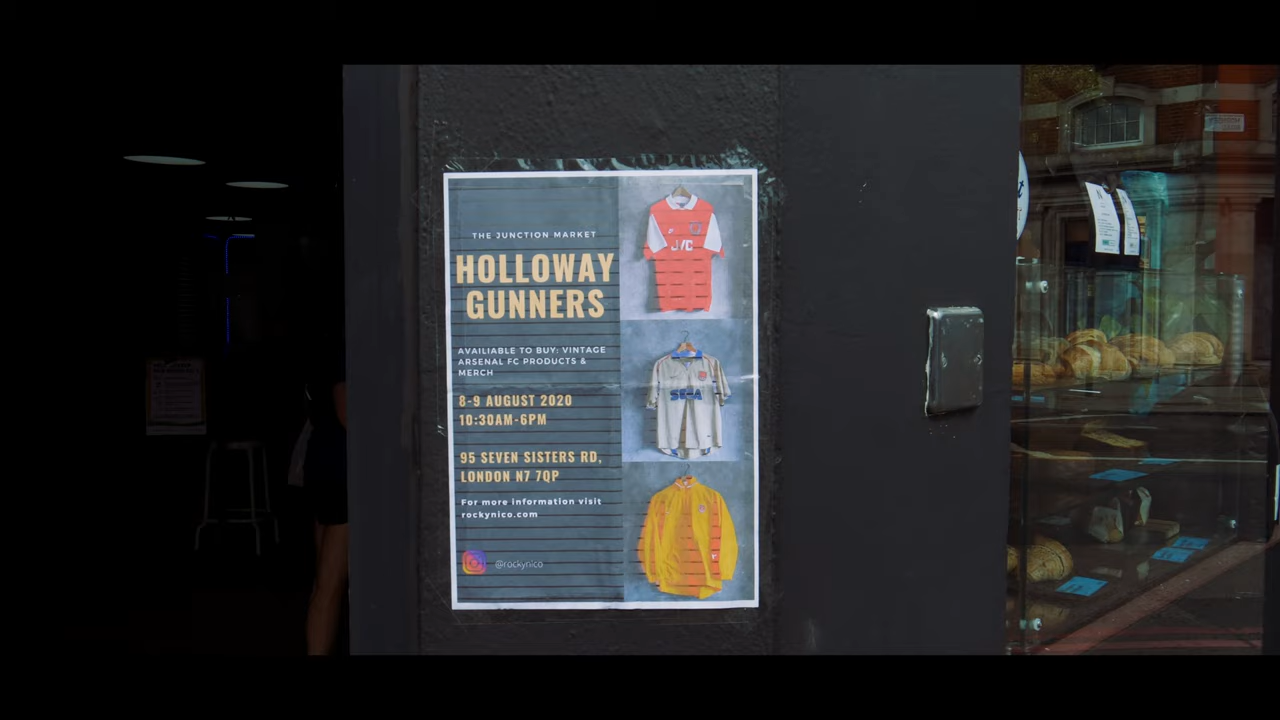 THE JUNCTION MARKET
HOLLOWAY
GUNNERS
AVAILIABLE TO BUY: VINTAGE
ARSENAL FC PRODUCTS &
MERCH
8-9 AUGUST 2020
10:30AM-6PM
95 SEVEN SISTERS RD,
LONDON N7 7QP
For more information visit
rockynico.com
@rockynico
JVC
SEGA